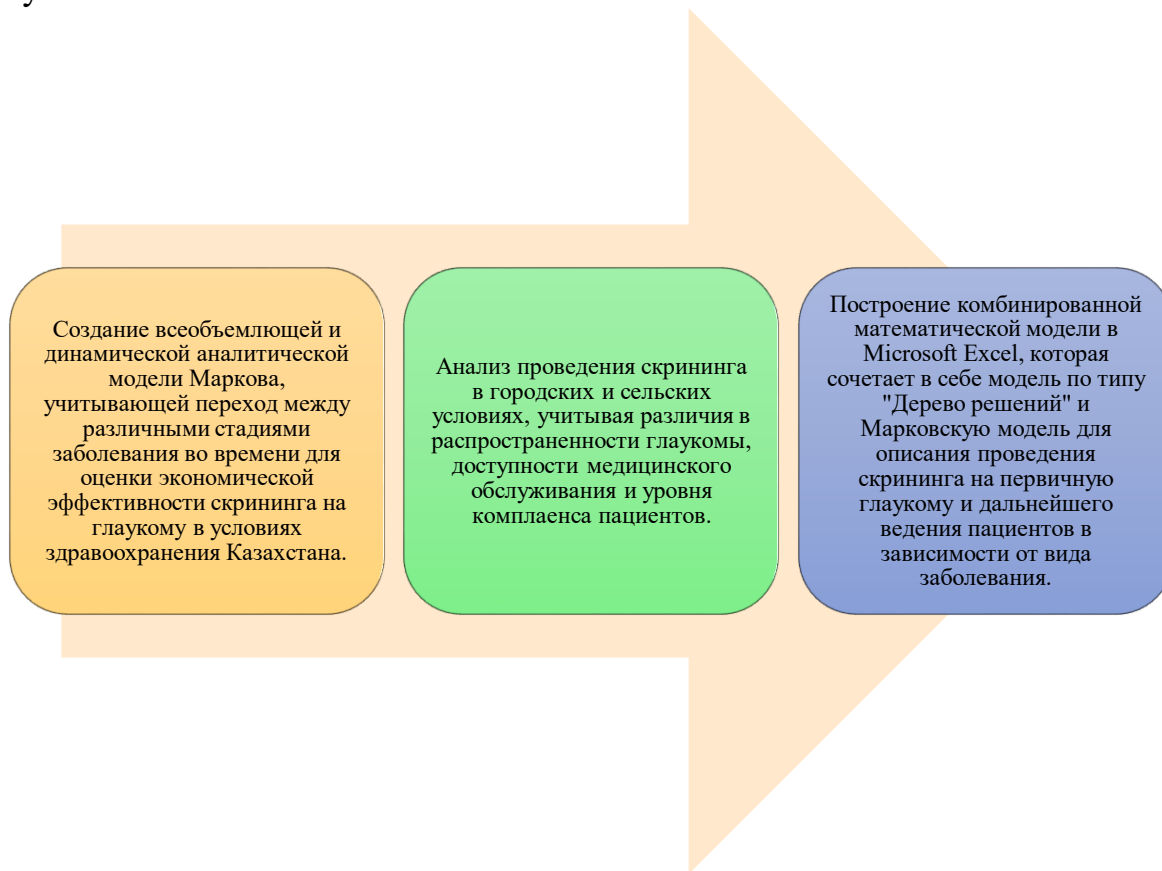 у
Создание всеобъемлющей и
динамической аналитической
модели Маркова,
учитывающей переход между
различными стадиями
заболевания во времени для
оценки экономической
эффективности скрининга на
глаукому в условиях
здравоохранения Казахстана.
Анализ проведения скрининга
в городских и сельских
условиях, учитывая различия в
распространенности глаукомы,
доступности медицинского
обслуживания и уровня
комплаенса пациентов.
Построение комбинированной
математической модели в
Microsoft Excel, которая
сочетает в себе модель по типу
"Дерево решений" и
Марковскую модель для
описания проведения
скрининга на первичную
глаукому и дальнейшего
ведения пациентов в
зависимости от вида
заболевания.